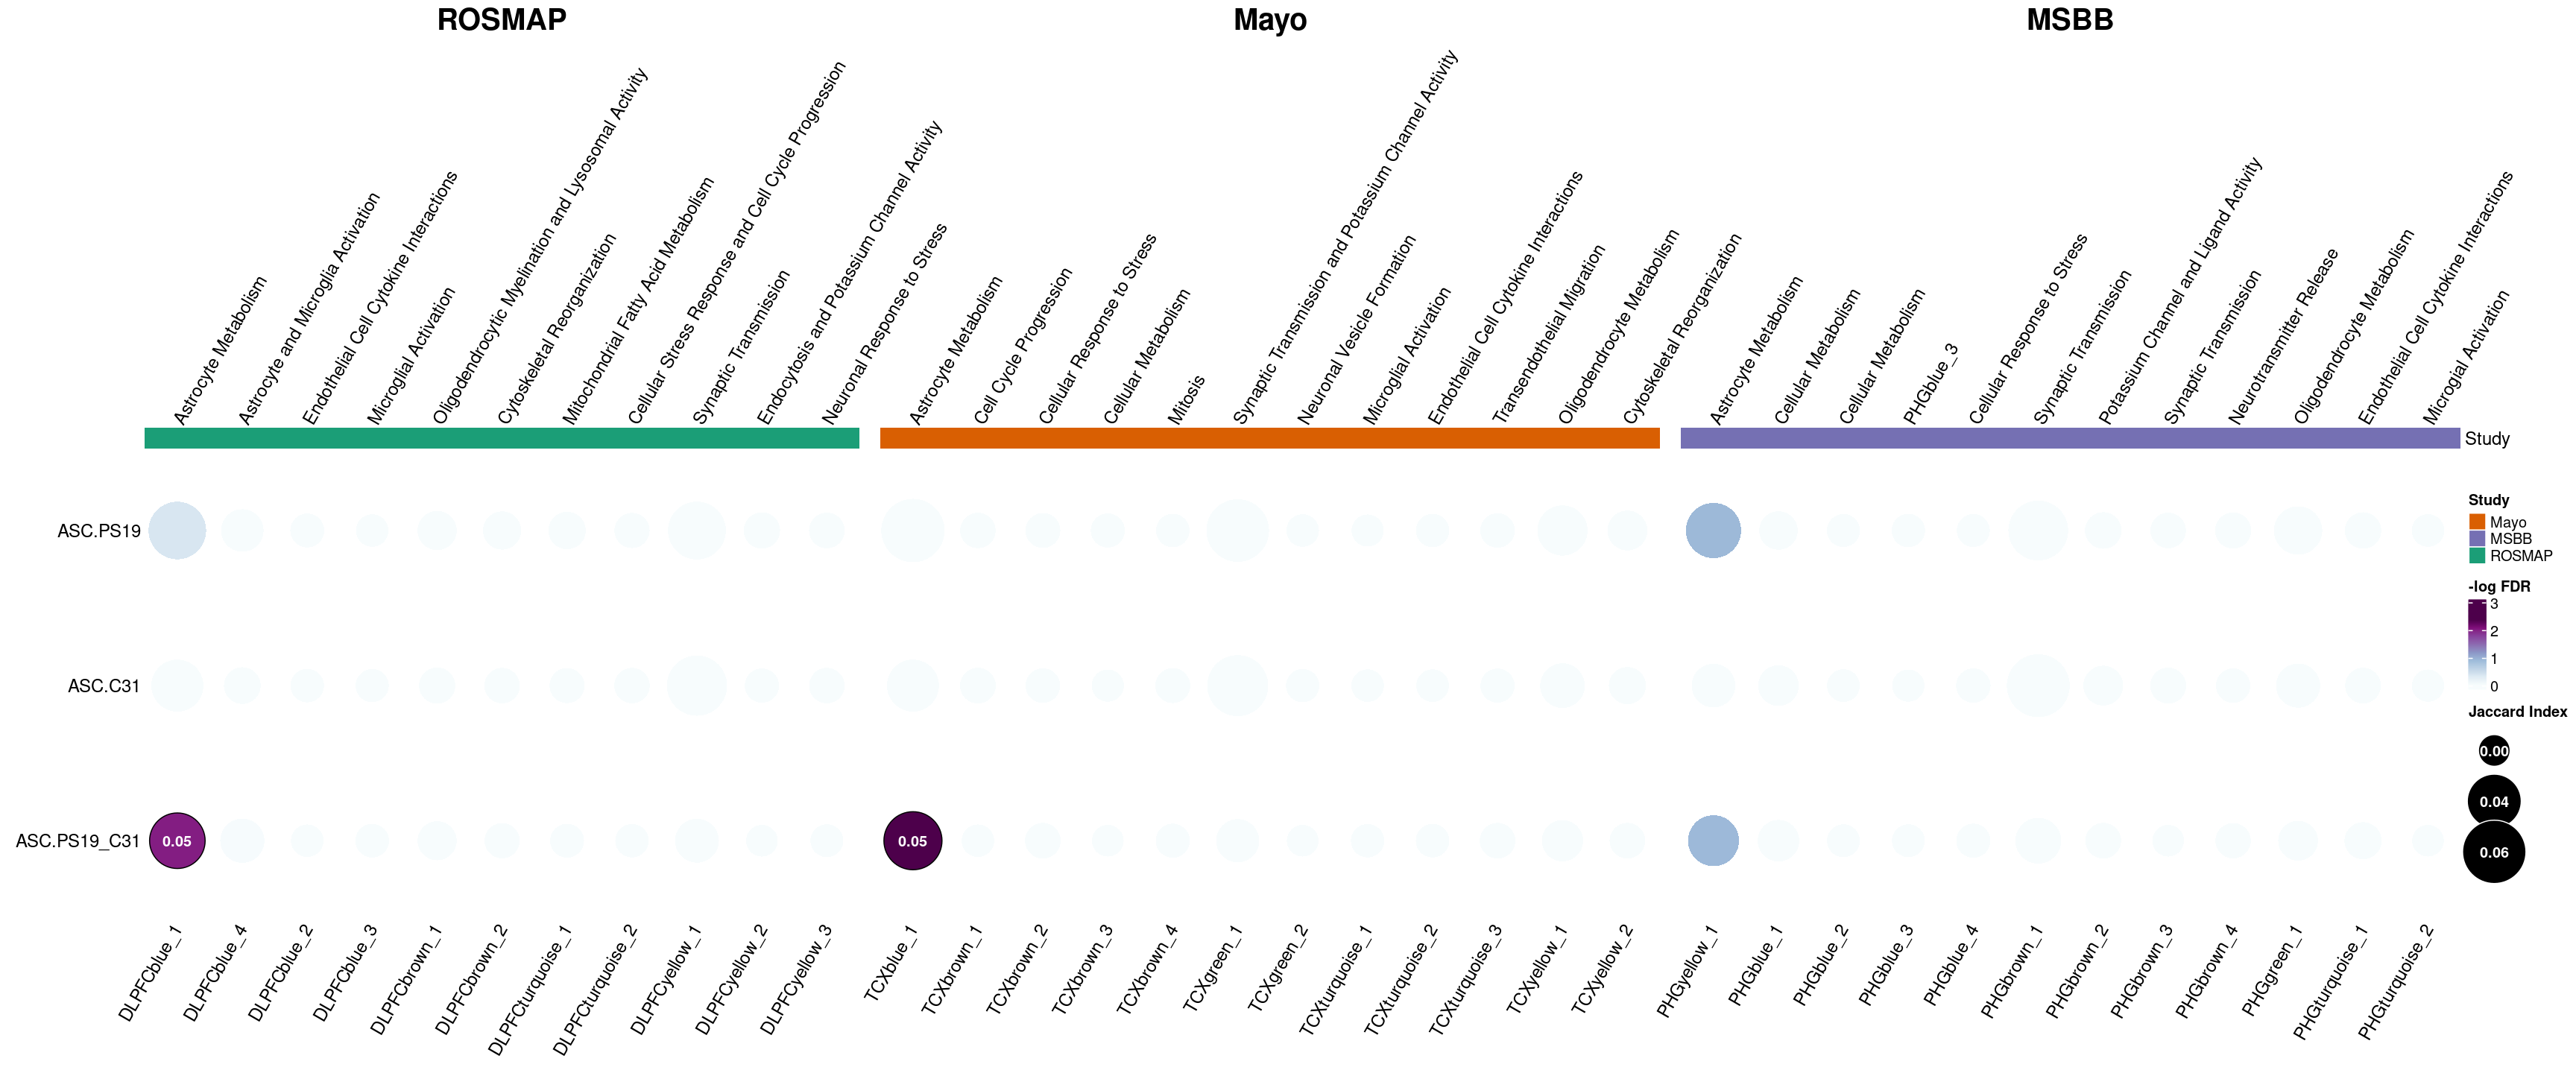 ROSMAP
Mayo
MSBB
Astrocyte Metabolism
Astrocyte and Microglia Activation
Endothelial Cell Cytokine Interactions
Microglial Activation
Oligodendrocytic Myelination and Lysosomal Activity
Cytoskeletal Reorganization
Mitochondrial Fatty Acid Metabolism
Cellular Stress Response and Cell Cycle Progression
Synaptic Transmission
Endocytosis and Potassium Channel Activity
Neuronal Response to Stress
Astrocyte Metabolism
Cell Cycle Progression
Cellular Response to Stress
Cellular Metabolism
Mitosis
Synaptic Transmission and Potassium Channel Activity
Neuronal Vesicle Formation
Microglial Activation
Endothelial Cell Cytokine Interactions
Transendothelial Migration
Oligodendrocyte Metabolism
Cytoskeletal Reorganization
Astrocyte Metabolism
Cellular Metabolism
Cellular Metabolism
PHGblue_3
Cellular Response to Stress
Synaptic Transmission
Potassium Channel and Ligand Activity
Synaptic Transmission
Neurotransmitter Release
Oligodendrocyte Metabolism
Endothelial Cell Cytokine Interactions
Microglial Activation
Study
ASC.PS19
ASC.C31
ASC.PS19_C31
0.05
0.05
Study
Mayo
MSBB
ROSMAP
-log FDR
3
2
1
0
Jaccard Index
0.00
0.04
0.06
DLPFCblue_1
DLPFCblue_4
DLPFCblue_2
DLPFCblue_3
DLPFCbrown_1
DLPFCbrown_2
DLPFCturquoise_1
DLPFCturquoise_2
DLPFCyellow_1
DLPFCyellow_2
DLPFCyellow_3
TCXblue_1
TCXbrown_1
TCXbrown_2
TCXbrown_3
TCXbrown_4
TCXgreen_1
TCXgreen_2
TCXturquoise_1
TCXturquoise_2
TCXturquoise_3
TCXyellow_1
TCXyellow_2
PHGyellow_1
PHGblue_1
PHGblue_2
PHGblue_3
PHGblue_4
PHGbrown_1
PHGbrown_2
PHGbrown_3
PHGbrown_4
PHGgreen_1
PHGturquoise_1
PHGturquoise_2